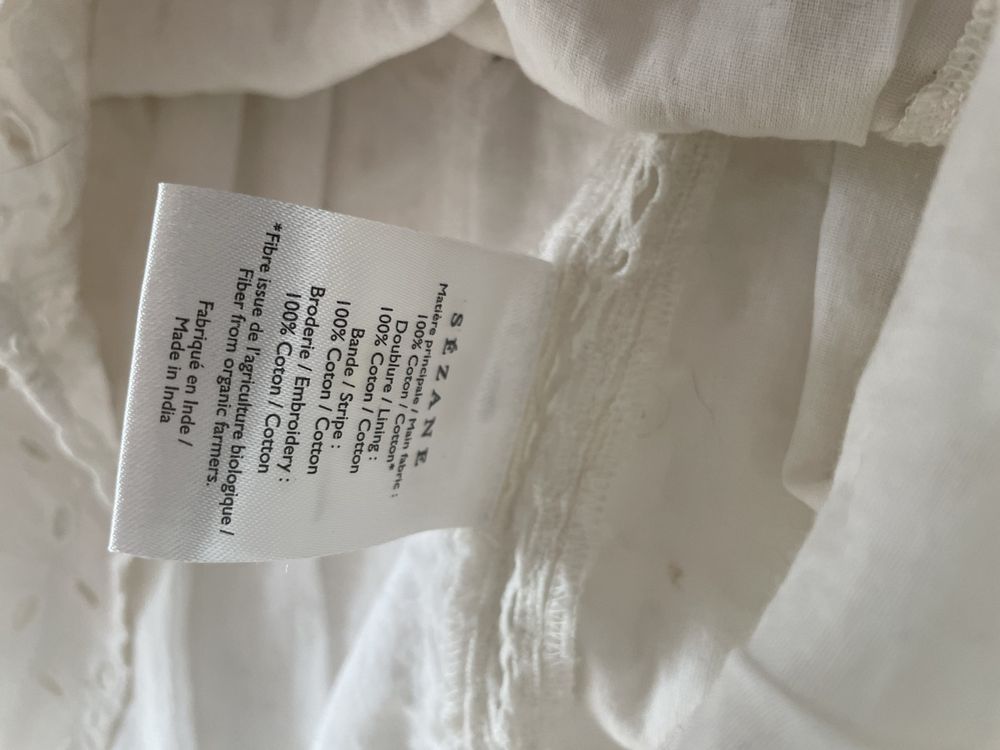 SÉZANE
Matière principale / Main fabric :
100% Coton / Cotton*
Doublure / Lining :
100% Coton / Cotton
Bande / Stripe :
100% Coton / Cotton
Broderie / Embroidery :
100% Coton / Cotton
*Fibre issue de l'agriculture biologique /
Fiber from organic farmers.
Fabriqué en Inde /
Made in India